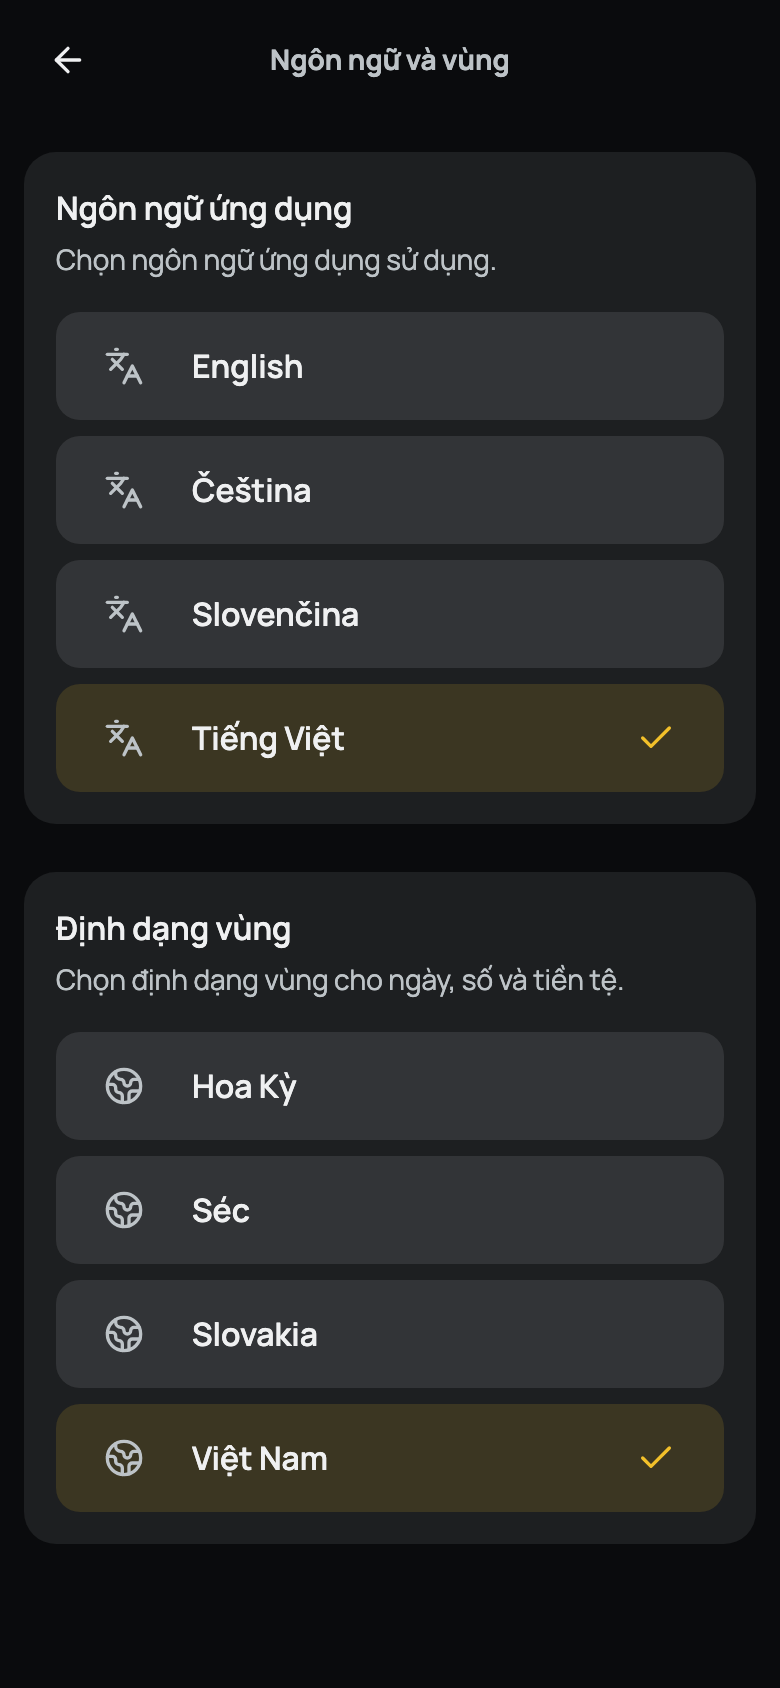 Ngôn ngữ và vùng
Ngôn ngữ ứng dụng
Chọn ngôn ngữ ứng dụng sử dụng.
English
Čeština
Slovenčina
Tiếng Việt
Định dạng vùng
Chọn định dạng vùng cho ngày, số và tiền tệ.
Hoa Kỳ
Séc
Slovakia
Việt Nam